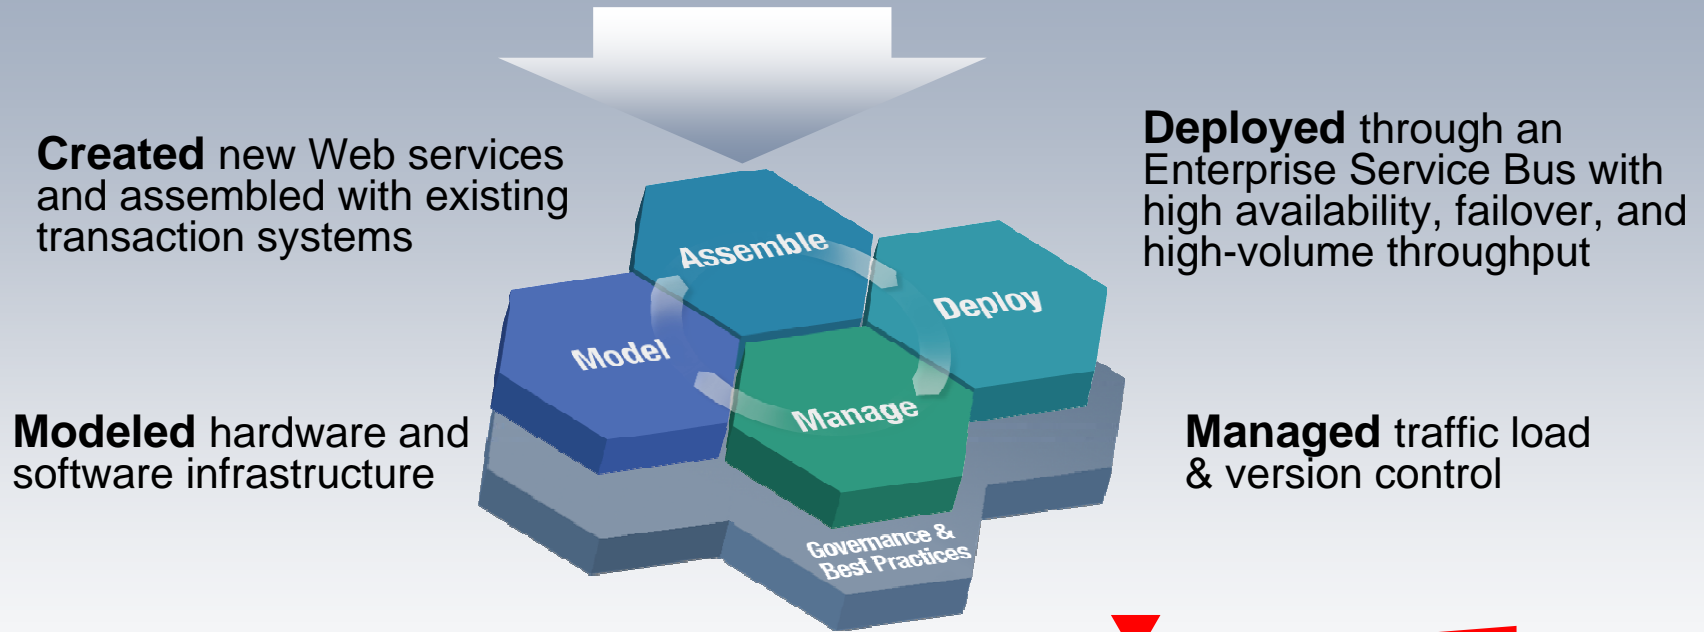 Created new Web services
and assembled with existing
transaction systems
Deployed through an
Enterprise Service Bus with
high availability, failover, and
high-volume throughput
Assemble
Deploy
Model
Manage
Modeled hardware and
software infrastructure
Managed traffic load
& version control
Governance &
Best Practices